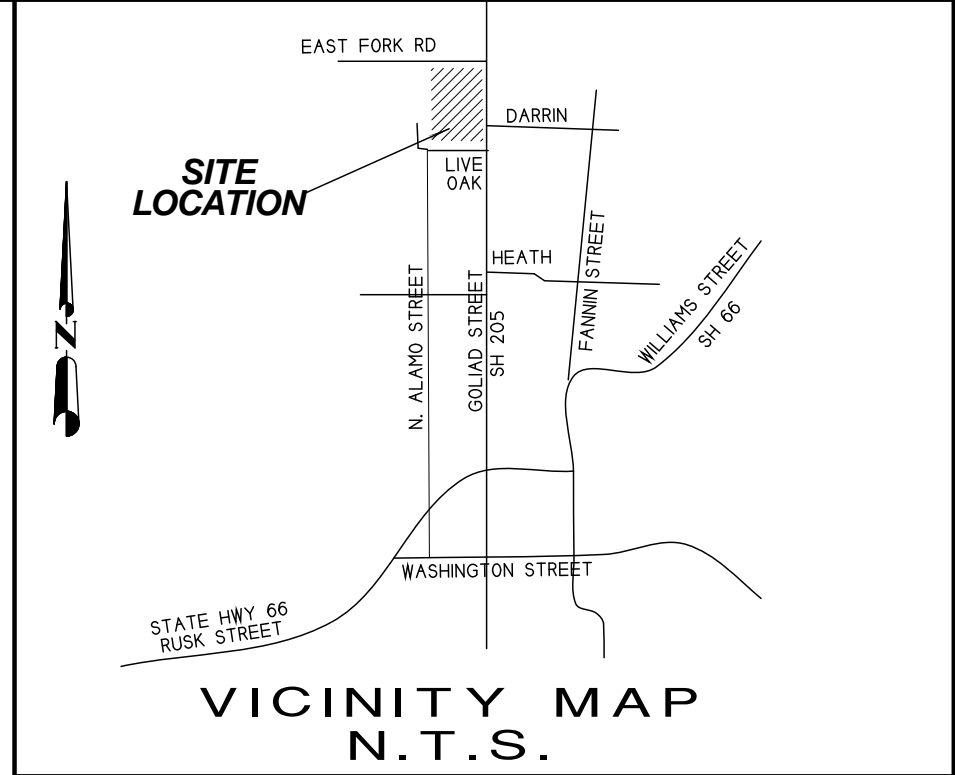 EAST FORK RD
DARRIN
SITE
LOCATION
LIVE
OAK
N
HEATH
N. ALAMO STREET
GOLIAD STREET
SH 205
FANNIN STREET
WILLIAMS STREET
SH 66
WASHINGTON STREET
STATE HWY 66
RUSK STREET
VICINITY MAP
N.T.S.